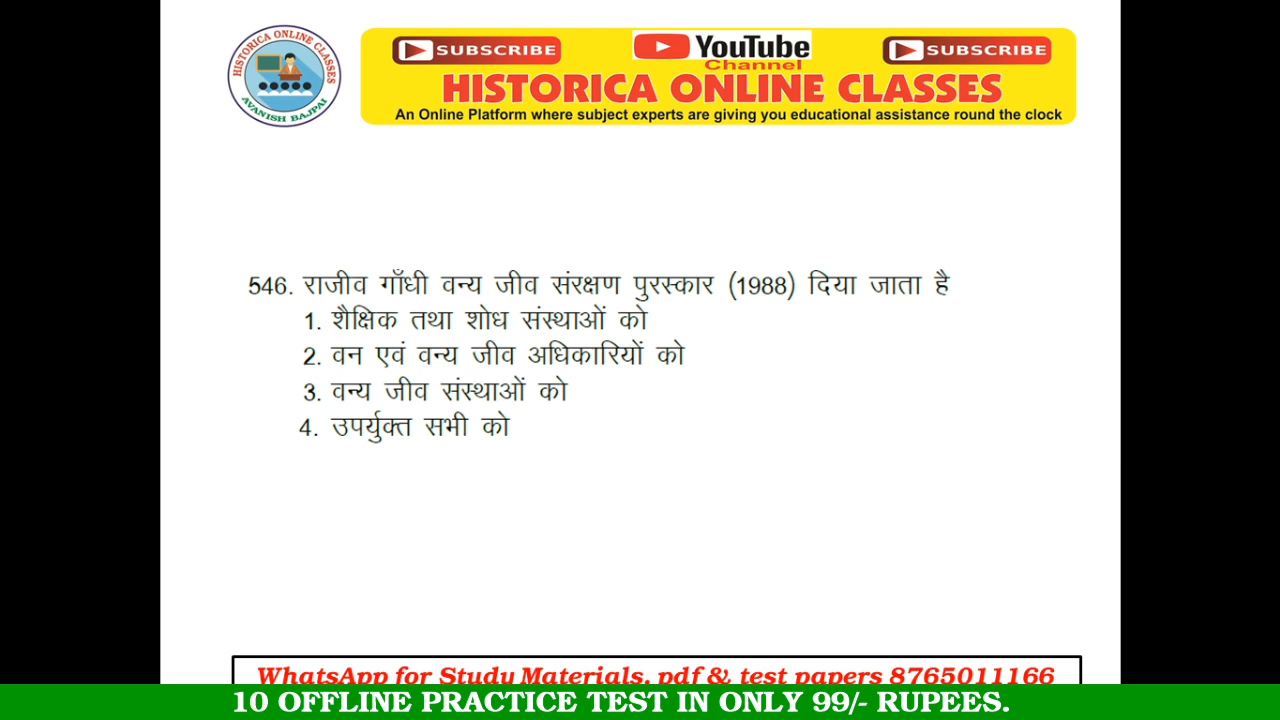 HISTORICA ONLINE CLASSES
AVANISH BAJPAI
SUBSCRIBE
YouTube
Channel
SUBSCRIBE
HISTORICA ONLINE CLASSES
An Online Platform where subject experts are giving you educational assistance round the clock
546. राजीव गाँधी वन्य जीव संरक्षण पुरस्कार (1988) दिया जाता है
1. शैक्षिक तथा शोध संस्थाओं को
2. वन एवं वन्य जीव अधिकारियों को
3. वन्य जीव संस्थाओं को
4. उपर्युक्त सभी को
WhatsApp for Study Materials, pdf & test papers 8765011166
10 OFFLINE PRACTICE TEST IN ONLY 99/- RUPEES.